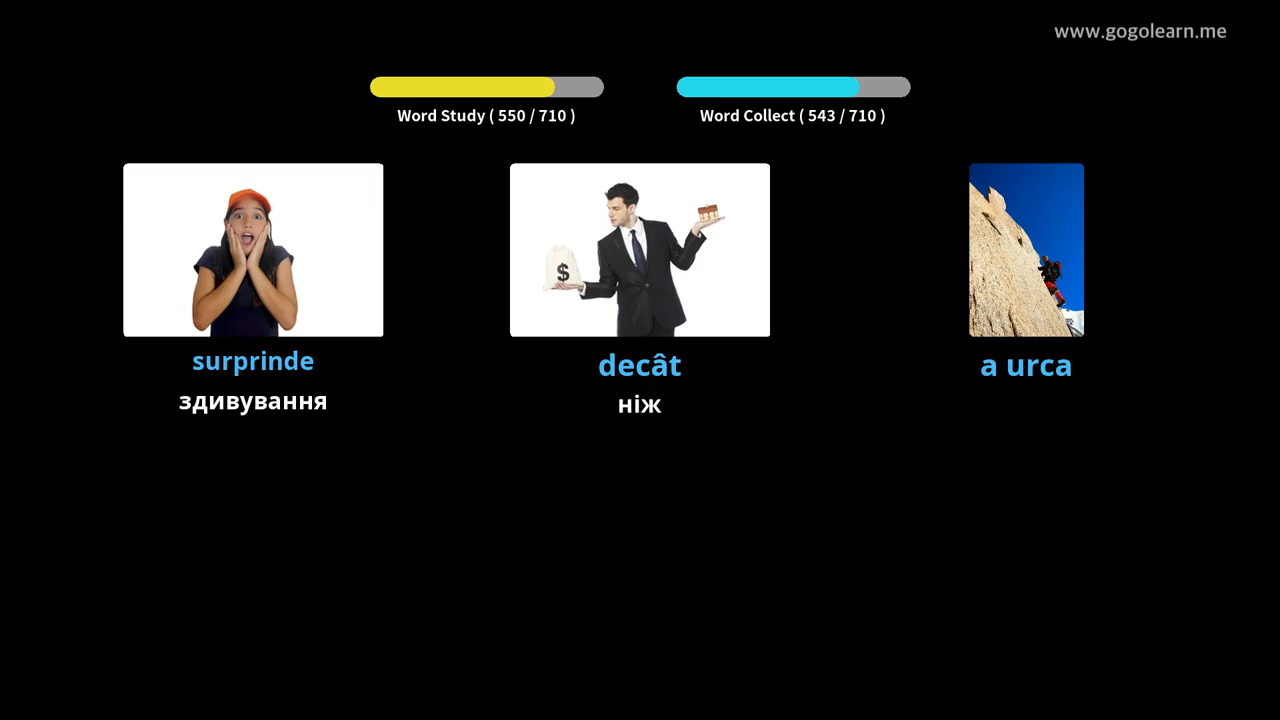 www.gogolearn.me
Word Study ( 550 / 710 )
Word Collect ( 543 / 710 )
$
surprinde
здивування
decât
ніж
a urca